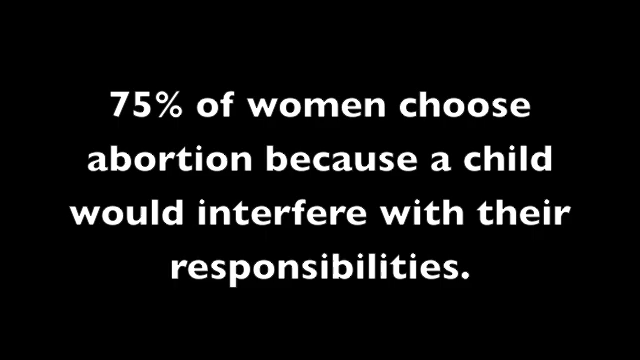 75% of women choose
abortion because a child
would interfere with their
responsibilities.